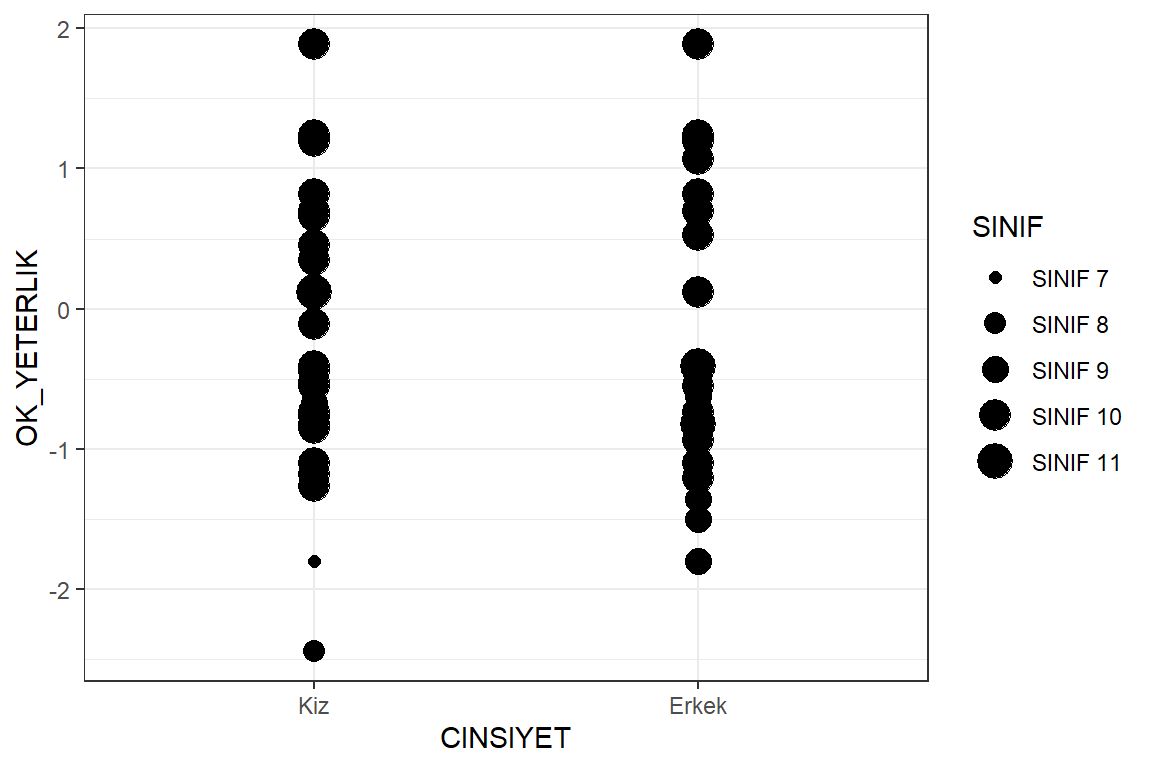 2
1
0
-1
-2
OK_YETERLIK
Kiz
Erkek
CINSIYET
SINIF
SINIF 7
SINIF 8
SINIF 9
SINIF 10
SINIF 11